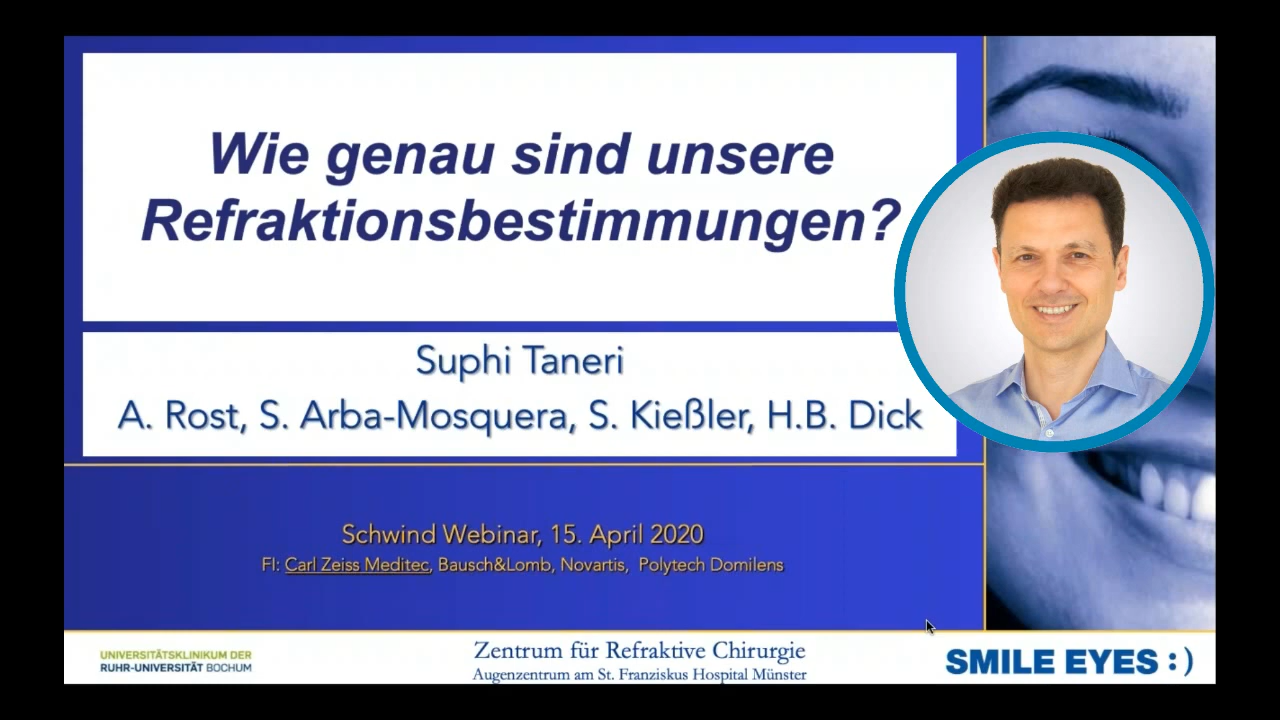 Wie genau sind unsere
Refraktionsbestimmungen?
Suphi Taneri
A. Rost, S. Arba-Mosquera, S. Kießler, H.B. Dick
Schwind Webinar, 15. April 2020
FI: Carl Zeiss Meditec, Bausch&Lomb, Novartis, Polytech Domilens
UNIVERSITÄTSKLINIKUM DER
RUHR-UNIVERSITÄT BOCHUM
Zentrum für Refraktive Chirurgie
Augenzentrum am St. Franziskus Hospital Münster
SMILE EYES :)